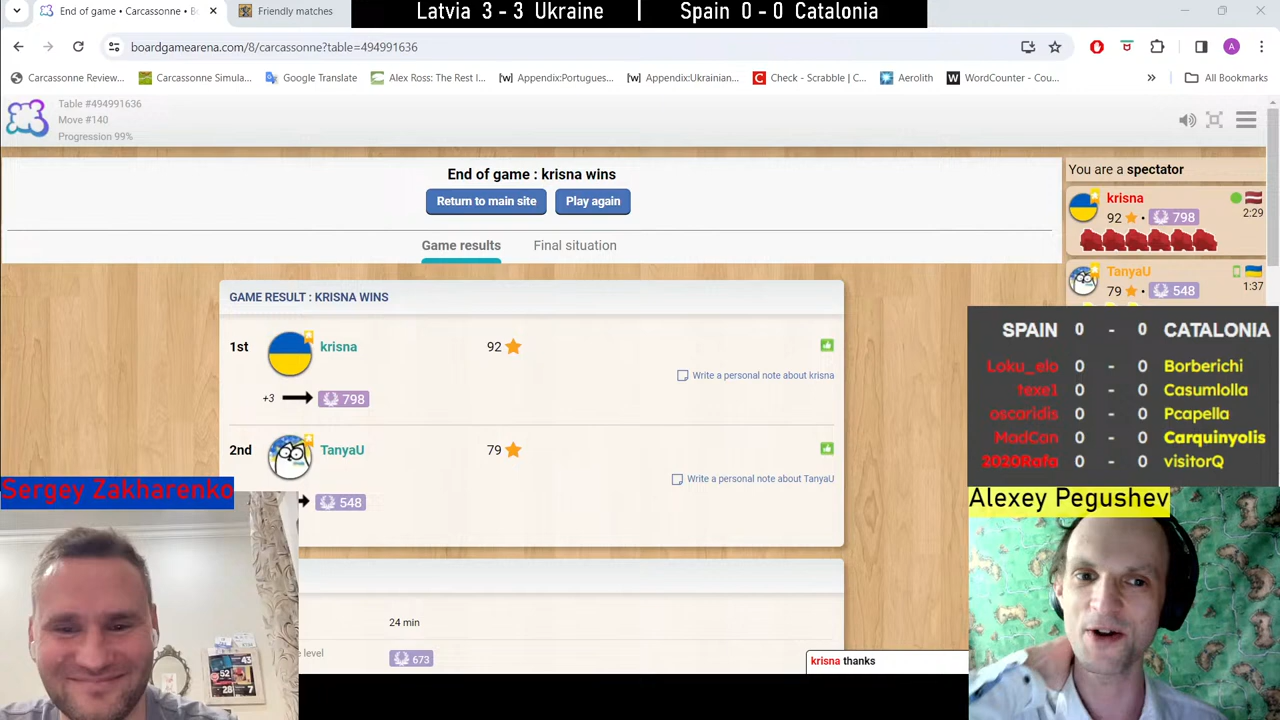 Latvia 3 - 3 Ukraine | Spain 0 - 0 Catalonia
End of game • Carcassonne • B
Friendly matches
boardgamearena.com/8/carcassonne?table=494991636
Carcassonne Review...
Carcassonne Simula...
Google Translate
Alex Ross: The Rest I...
Appendix:Portugues...
Appendix:Ukrainian...
Check - Scrabble | C...
Aerolith
WordCounter - Cou...
All Bookmarks
Table #494991636
Move #140
Progression 99%
End of game : krisna wins
Return to main site
Play again
Game results
Final situation
You are a spectator
krisna
92 • 798
2:29
TanyaU
79 • 548
1:37
GAME RESULT : KRISNA WINS
1st krisna 92
Write a personal note about krisna
+3 798
2nd TanyaU 79
Write a personal note about TanyaU
548
24 min
e level
673
krisna thanks
SPAIN 0 - 0 CATALONIA
Loku_elo 0 - 0 Borberichi
texe1 0 - 0 Casumlolla
oscaridis 0 - 0 Pcapella
MadCan 0 - 0 Carquinyolis
2020Rafa 0 - 0 visitorQ
Sergey Zakharenko
Alexey Pegushev
43
52
28
7